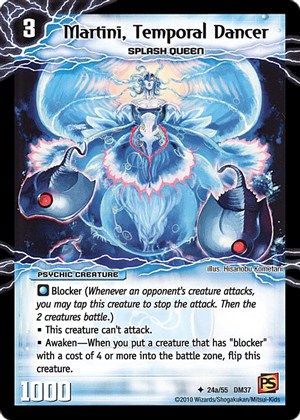 3 Martini, Temporal Dancer
SPLASH QUEEN
illus. Hisanobu Kometani
PSYCHIC CREATURE
Blocker (Whenever an opponent's creature attacks,
you may tap this creature to stop the attack. Then the
2 creatures battle.)
• This creature can't attack.
• Awaken—When you put a creature that has "blocker"
with a cost of 4 or more into the battle zone, flip this
creature.
1000
✦ 24a/55 DM37
PS
©2010 Wizards/Shogakukan/Mitsui-Kids